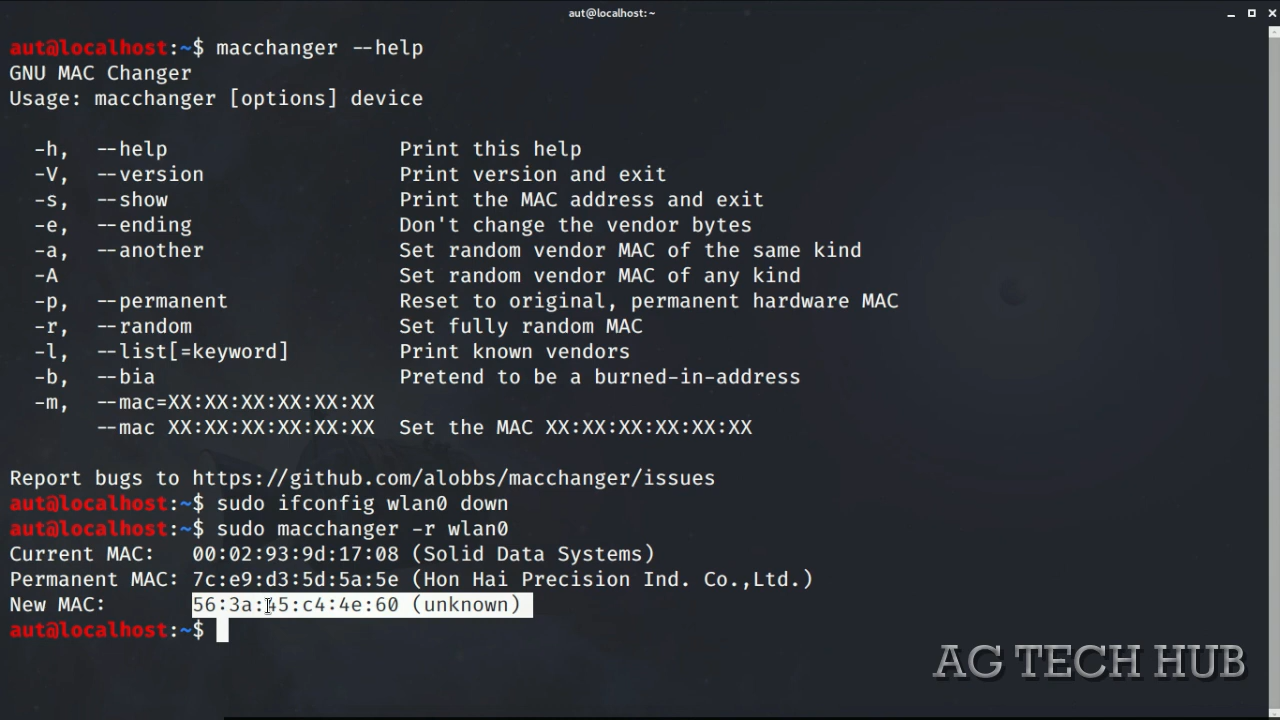 aut@localhost:~
aut@localhost:~$ macchanger --help
GNU MAC Changer
Usage: macchanger [options] device
-h, --help Print this help
-V, --version Print version and exit
-s, --show Print the MAC address and exit
-e, --ending Don't change the vendor bytes
-a, --another Set random vendor MAC of the same kind
-A Set random vendor MAC of any kind
-p, --permanent Reset to original, permanent hardware MAC
-r, --random Set fully random MAC
-l, --list[=keyword] Print known vendors
-b, --bia Pretend to be a burned-in-address
-m, --mac=XX:XX:XX:XX:XX:XX
--mac XX:XX:XX:XX:XX:XX Set the MAC XX:XX:XX:XX:XX:XX
Report bugs to https://github.com/alobbs/macchanger/issues
aut@localhost:~$ sudo ifconfig wlan0 down
aut@localhost:~$ sudo macchanger -r wlan0
Current MAC: 00:02:93:9d:17:08 (Solid Data Systems)
Permanent MAC: 7c:e9:d3:5d:5a:5e (Hon Hai Precision Ind. Co.,Ltd.)
New MAC: 56:3a:45:c4:4e:60 (unknown)
aut@localhost:~$
AG TECH HUB